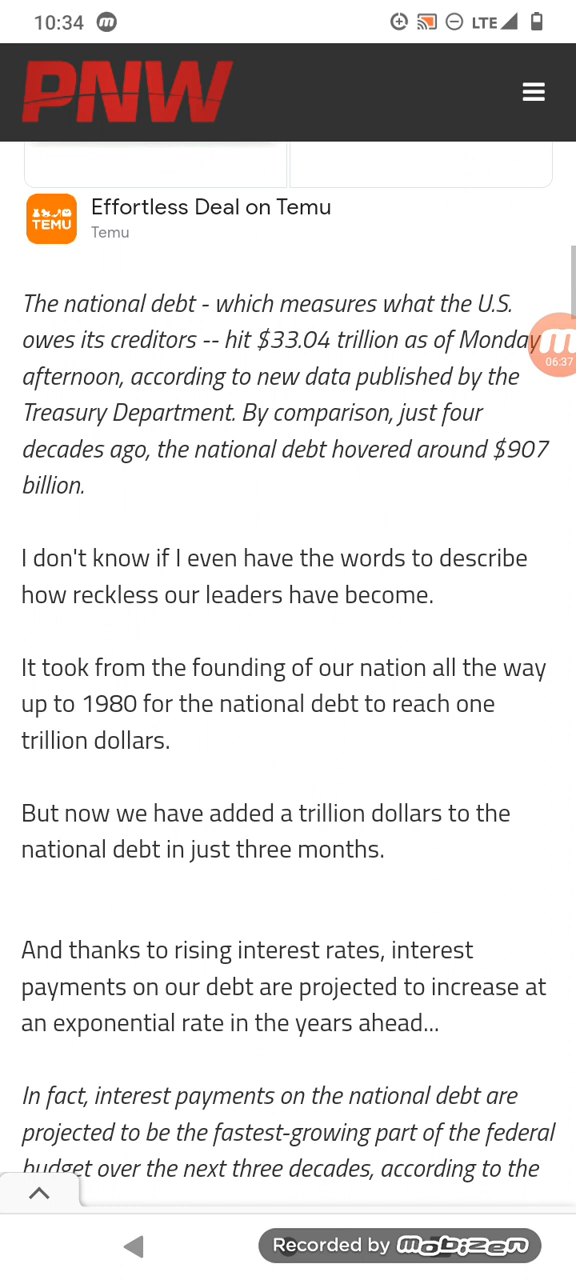 10:34 m LTE
PNW
TEMU
Effortless Deal on Temu
Temu
The national debt - which measures what the U.S.
owes its creditors -- hit $33.04 trillion as of Monday
m
06:37
afternoon, according to new data published by the
Treasury Department. By comparison, just four
decades ago, the national debt hovered around $907
billion.
I don't know if I even have the words to describe
how reckless our leaders have become.
It took from the founding of our nation all the way
up to 1980 for the national debt to reach one
trillion dollars.
But now we have added a trillion dollars to the
national debt in just three months.
And thanks to rising interest rates, interest
payments on our debt are projected to increase at
an exponential rate in the years ahead...
In fact, interest payments on the national debt are
projected to be the fastest-growing part of the federal
budget over the next three decades, according to the
Recorded by mobizen